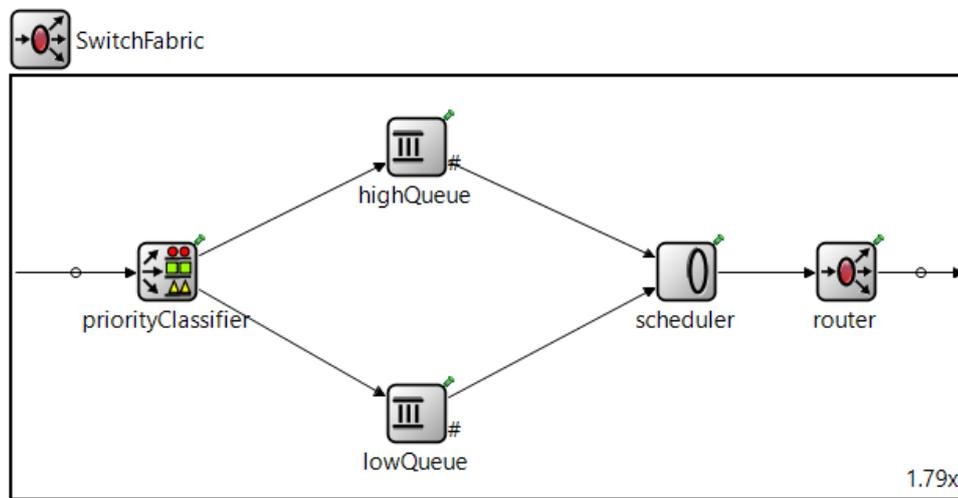 SwitchFabric
#
highQueue
priorityClassifier
scheduler
router
#
lowQueue
1.79x